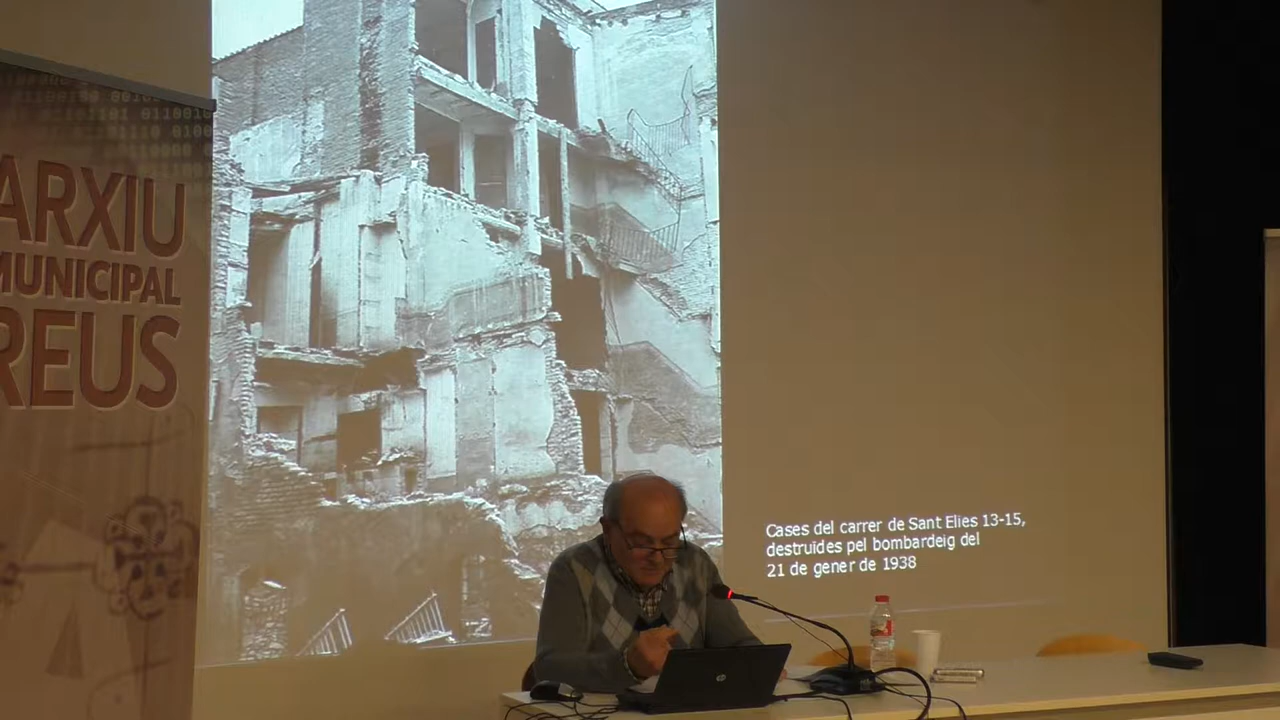 ARXIU
MUNICIPAL
REUS
Cases del carrer de Sant Elies 13-15,
destruïdes pel bombardeig del
21 de gener de 1938
hp